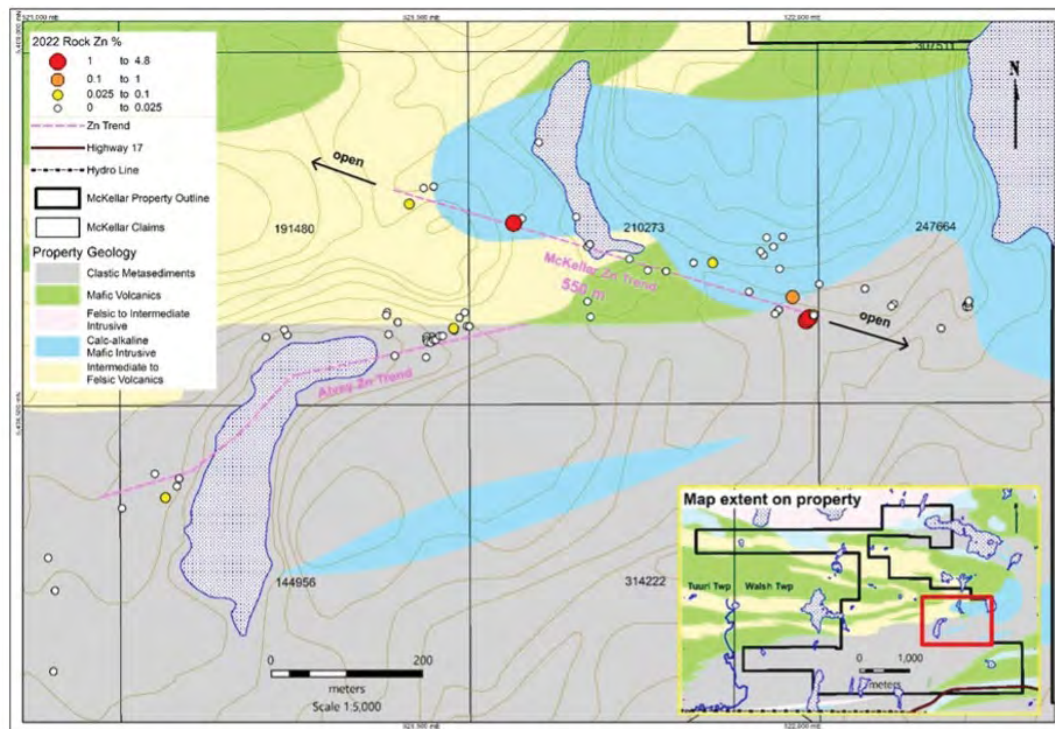 2022 Rock Zn %
1 to 4.8
0.1 to 1
0.025 to 0.1
0 to 0.025
Zn Trend
Highway 17
Hydro Line
McKellar Property Outline
McKellar Claims
Property Geology
Clastic Metasediments
Mafic Volcanics
Felsic to Intermediate
Intrusive
Calc-alkaline
Mafic Intrusive
Intermediate to
Felsic Volcanics
307511
N
open
191480
210273
247664
McKellar Zn Trend
550 m
open
144956
314222
0 200
meters
Scale 1:5,000
Map extent on property
Tuuri Twp
Walsh Twp
0 1,000
meters